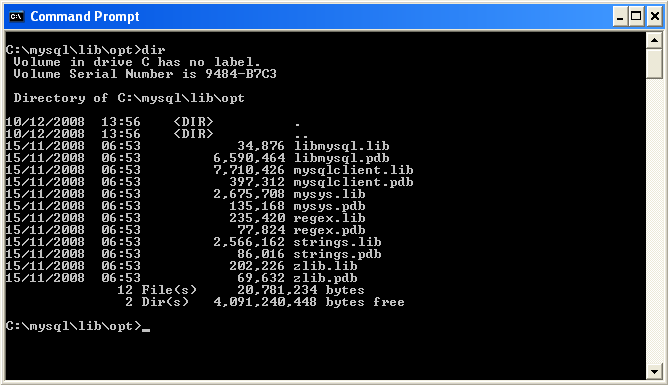 Command Prompt
C:\mysql\lib\opt>dir
 Volume in drive C has no label.
 Volume Serial Number is 9484-B7C3
 Directory of C:\mysql\lib\opt
10/12/2008  13:56    <DIR>          .
10/12/2008  13:56    <DIR>          ..
15/11/2008  06:53            34,876 libmysql.lib
15/11/2008  06:53         6,590,464 libmysql.pdb
15/11/2008  06:53         7,710,426 mysqlclient.lib
15/11/2008  06:53           397,312 mysqlclient.pdb
15/11/2008  06:53         2,675,708 mysys.lib
15/11/2008  06:53           135,168 mysys.pdb
15/11/2008  06:53           235,420 regex.lib
15/11/2008  06:53            77,824 regex.pdb
15/11/2008  06:53         2,566,162 strings.lib
15/11/2008  06:53            86,016 strings.pdb
15/11/2008  06:53           202,226 zlib.lib
15/11/2008  06:53            69,632 zlib.pdb
              12 File(s)     20,781,234 bytes
               2 Dir(s)   4,091,240,448 bytes free
C:\mysql\lib\opt>_